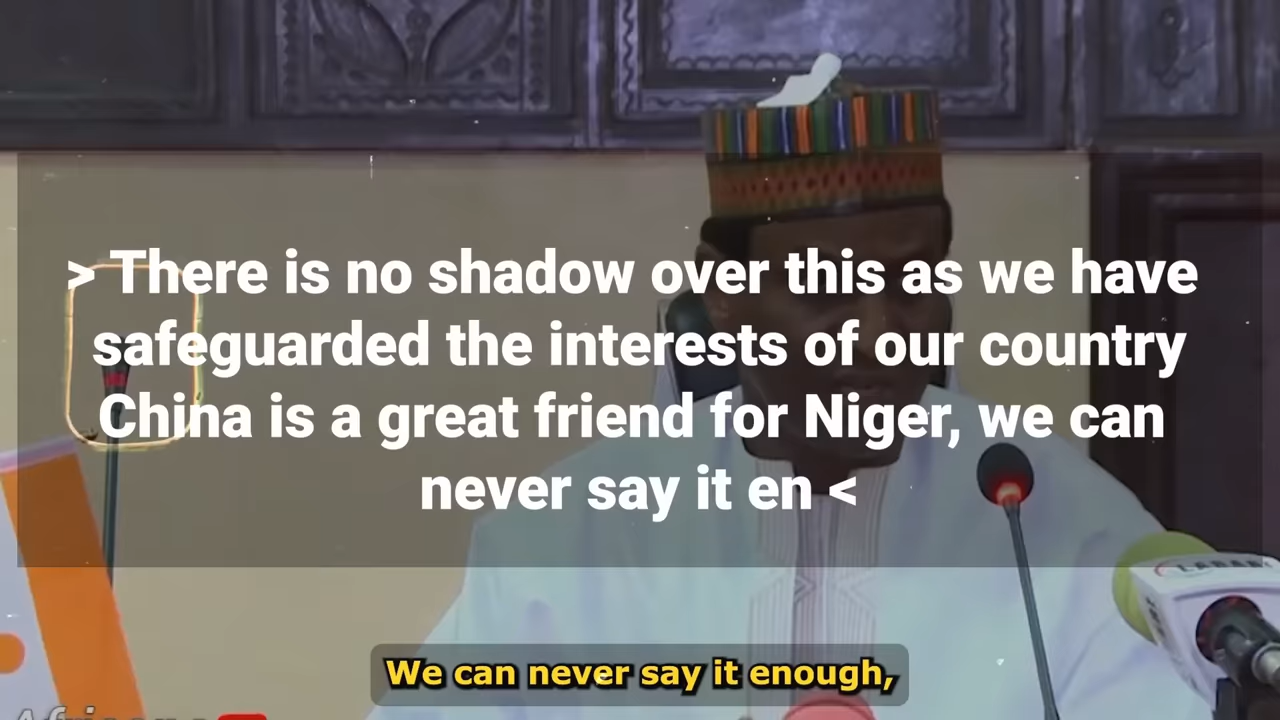 > There is no shadow over this as we have
safeguarded the interests of our country
China is a great friend for Niger, we can
never say it en <
We can never say it enough,